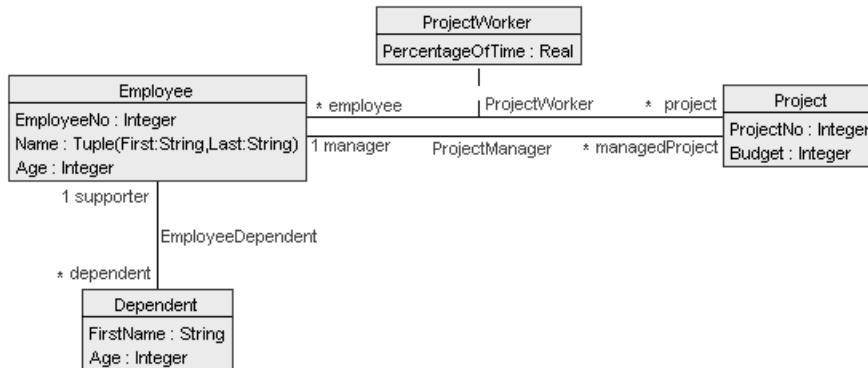 ProjectWorker
PercentageOfTime : Real
Employee
EmployeeNo : Integer
Name : Tuple(First:String,Last:String)
Age : Integer
* employee
ProjectWorker
* project
1 manager
ProjectManager
* managedProject
Project
ProjectNo : Integer
Budget : Integer
1 supporter
EmployeeDependent
* dependent
Dependent
FirstName : String
Age : Integer